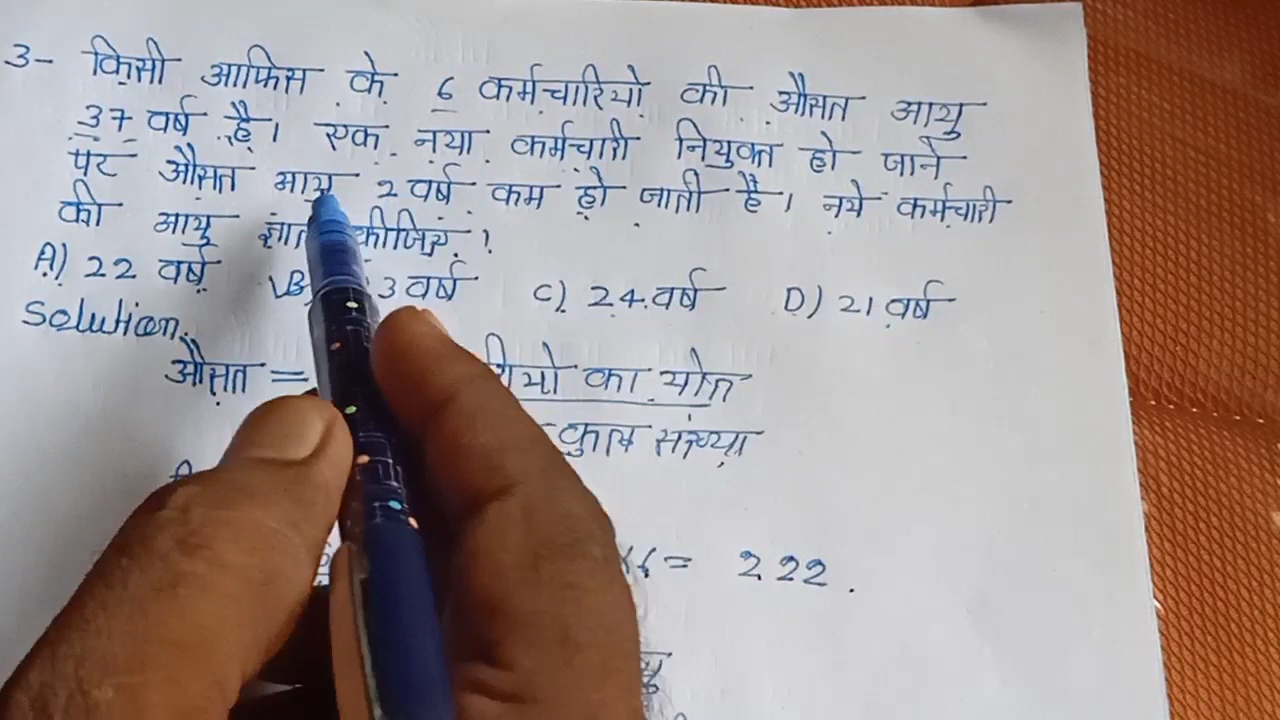 3- किसी आफिस के 6 कर्मचारियो की औसत आयु
37 वर्ष है। एक नया कर्मचारी नियुक्त हो जाने
पर औसत आयु 2 वर्ष कम हो जाती है। नये कर्मचारी
की आयु कीजिए ?
A) 22 वर्ष 3 वर्ष C) 24 वर्ष D) 21 वर्ष
Solution.
औसत = का योग
कुल संख्या
= 222.